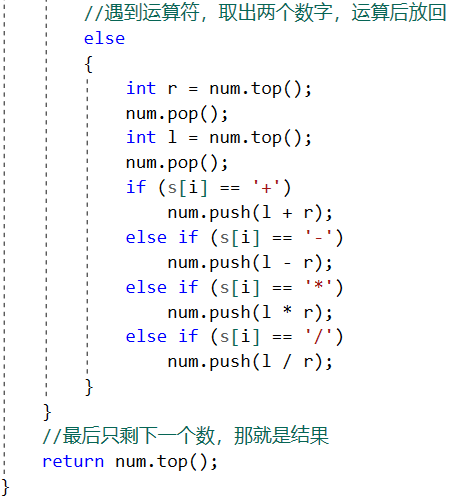 //遇到运算符，取出两个数字，运算后放回
else
{
int r = num.top();
num.pop();
int l = num.top();
num.pop();
if (s[i] == '+')
num.push(l + r);
else if (s[i] == '-')
num.push(l - r);
else if (s[i] == '*')
num.push(l * r);
else if (s[i] == '/')
num.push(l / r);
}
}
//最后只剩下一个数，那就是结果
return num.top();
}